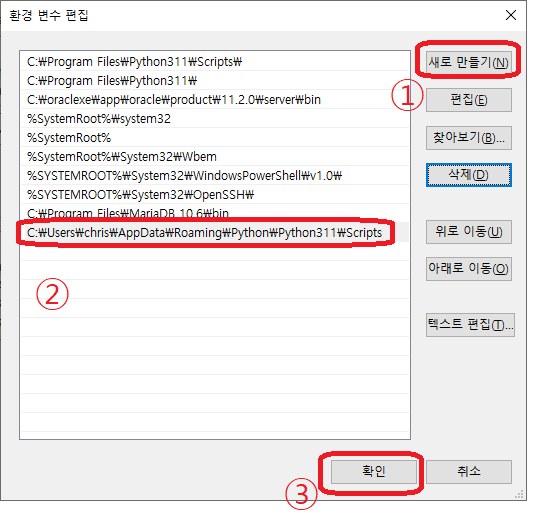 환경 변수 편집
C:₩Program Files₩Python311₩Scripts₩
C:₩Program Files₩Python311₩
C:₩oraclexe₩app₩oracle₩product₩11.2.0₩server₩bin
%SystemRoot%₩system32
%SystemRoot%
%SystemRoot%₩System32₩Wbem
%SYSTEMROOT%₩System32₩WindowsPowerShell₩v1.0₩
%SYSTEMROOT%₩System32₩OpenSSH₩
C:₩Program Files₩MariaDB 10.6₩bin
C:₩Users₩chris₩AppData₩Roaming₩Python₩Python311₩Scripts
②
새로 만들기(N)
①
편집(E)
찾아보기(B)...
삭제(D)
위로 이동(U)
아래로 이동(O)
텍스트 편집(T)...
③
확인
취소